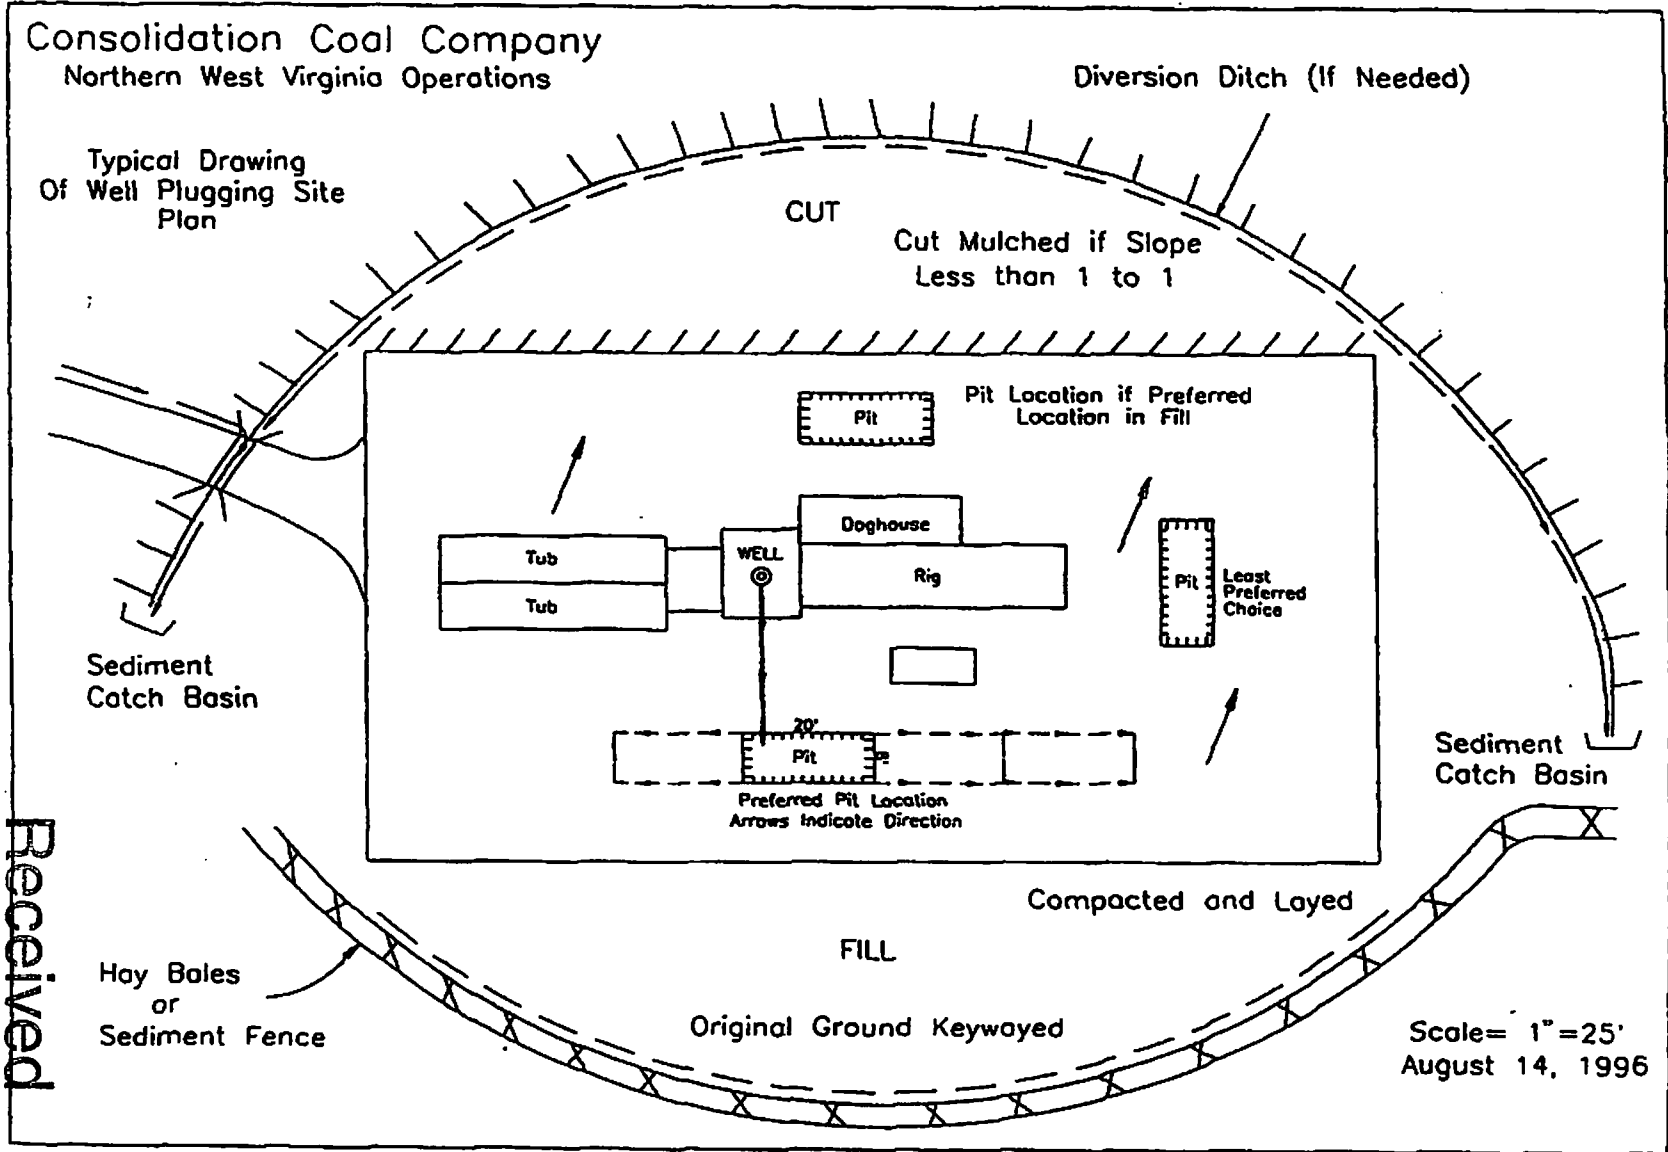 Consolidation Coal Company
Northern West Virginia Operations
Diversion Ditch (If Needed)
Typical Drawing
Of Well Plugging Site
Plan
CUT
Cut Mulched if Slope
Less than 1 to 1
Pit
Pit Location if Preferred
Location in Fill
Doghouse
Tub
WELL
Rig
Tub
Pit
Least
Preferred
Choice
Sediment
Catch Basin
20'
Pit
Preferred Pit Location
Arrows Indicate Direction
Sediment
Catch Basin
Received
Compacted and Layed
FILL
Hay Bales
or
Sediment Fence
Original Ground Keywayed
Scale= 1"=25'
August 14, 1996